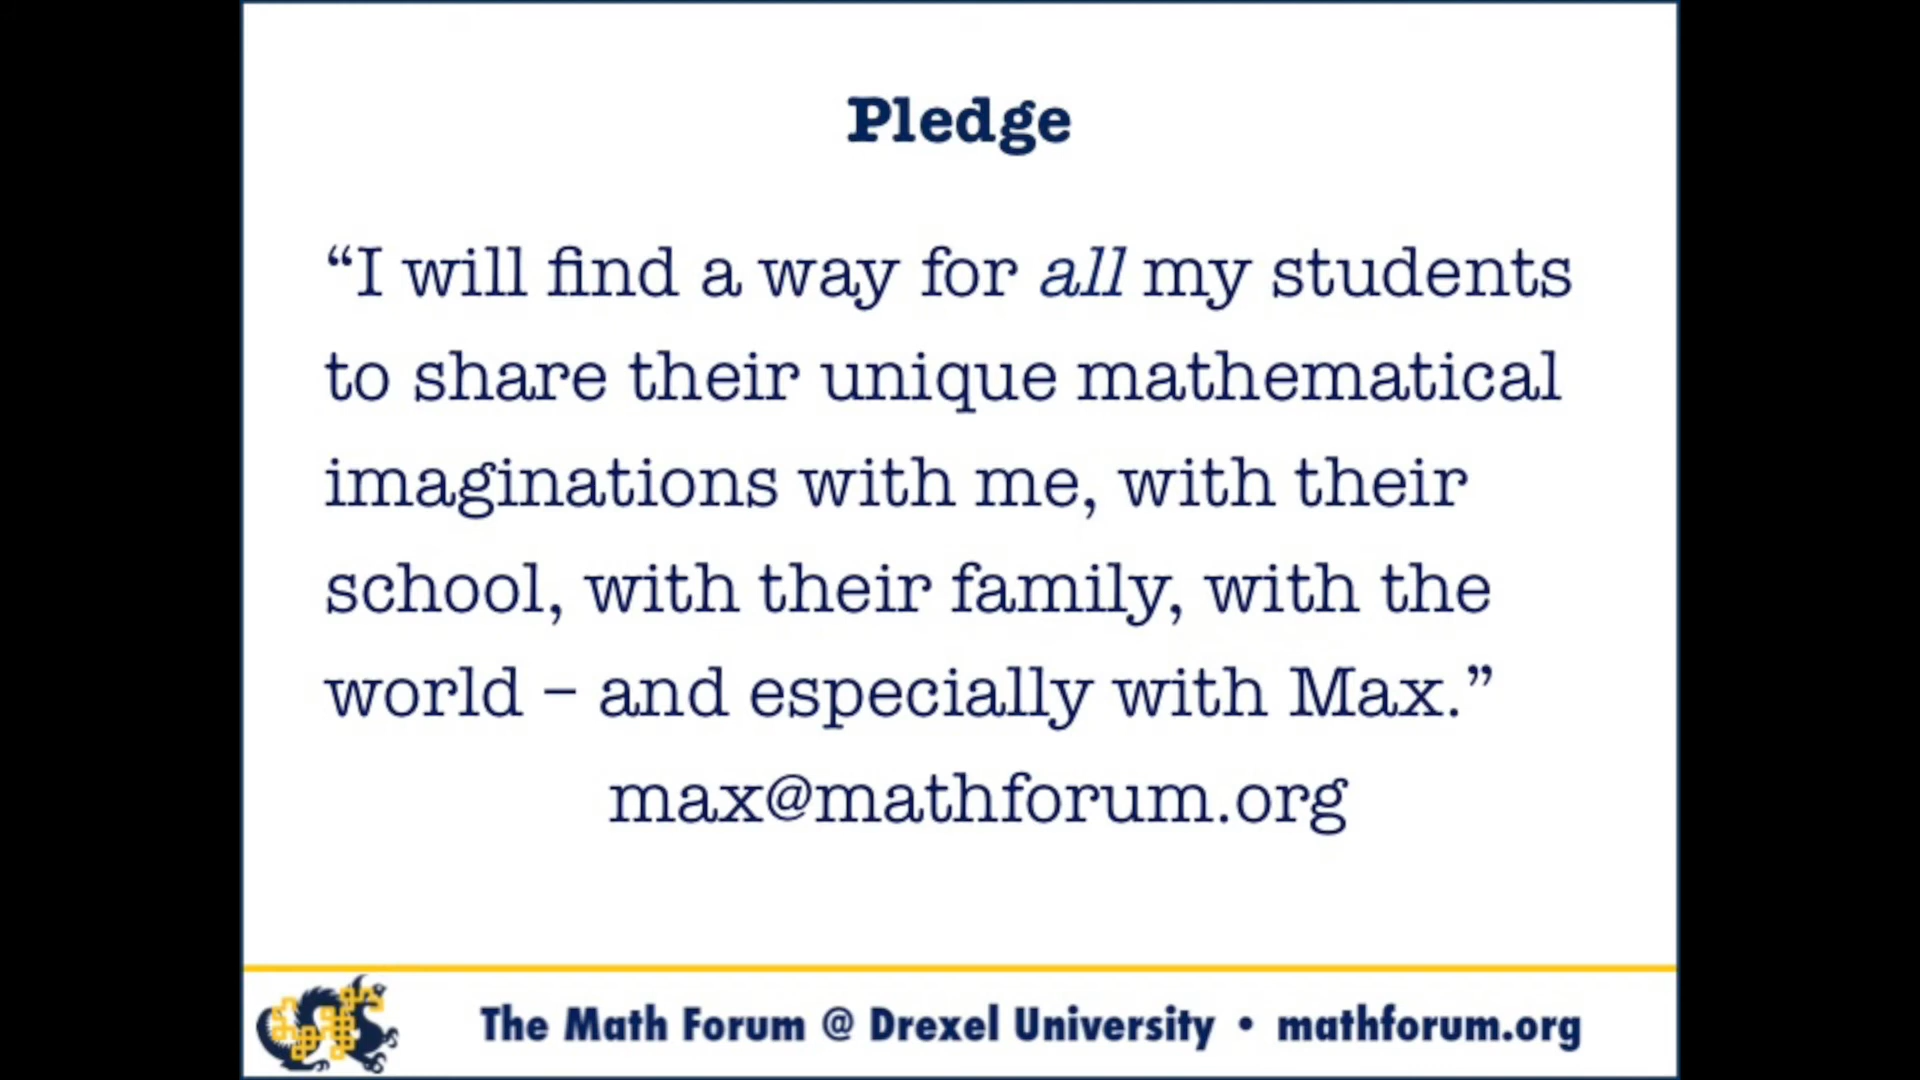 Pledge
“I will find a way for all my students
to share their unique mathematical
imaginations with me, with their
school, with their family, with the
world – and especially with Max.”
max@mathforum.org
The Math Forum @ Drexel University • mathforum.org